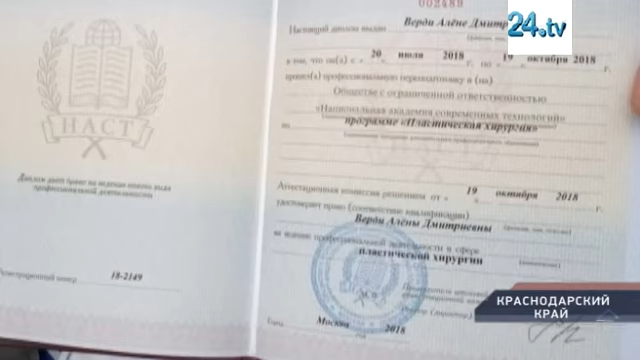 НАСТ
Диплом дает право на ведение нового вида
профессиональной деятельности
Регистрационный номер 18-2149
002489
24.tv
Настоящий диплом выдан Верди Алёне Дмитриевне
в том, что он(а) с « 20 » июля 2018 г. по « 19 » октября 2018 г.
прошел(а) профессиональную переподготовку в (на)
Обществе с ограниченной ответственностью
«Национальная академия современных технологий»
по программе «Пластическая хирургия»
Аттестационная комиссия решением от « 19 » октября 2018 г.
удостоверяет право (соответствие квалификации)
Верди Алёны Дмитриевны
на ведение профессиональной деятельности в сфере
пластической хирургии
Город Москва год 2018
КРАСНОДАРСКИЙ
КРАЙ